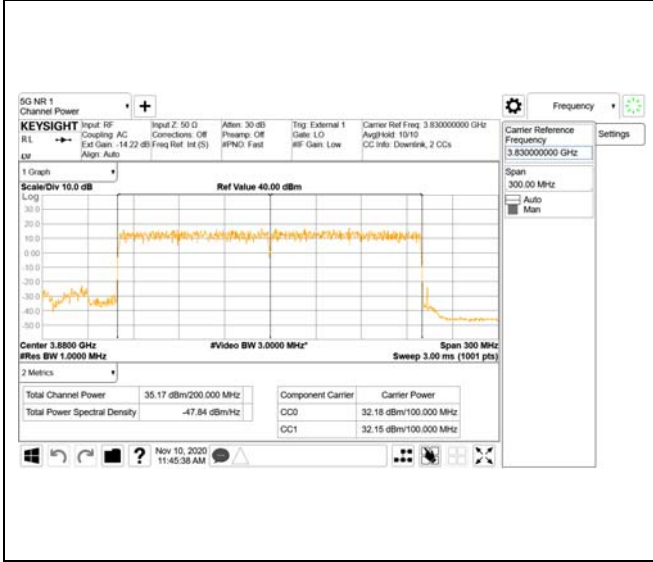 5G NR 1
Channel Power
+
Frequency
KEYSIGHT
R L
Input: RF
Coupling: AC
Ext Gain: -14.22 dB
Align: Auto
Input Z: 50 Ω
Corrections: Off
Freq Ref: Int (S)
Atten: 30 dB
Preamp: Off
#PNO: Fast
Trig: External 1
Gate: LO
#IF Gain: Low
Carrier Ref Freq: 3.830000000 GHz
Avg|Hold: 10/10
CC Info: Downlink, 2 CCs
Carrier Reference
Frequency
3.830000000 GHz
Settings
Span
300.00 MHz
Auto
Man
1 Graph
Scale/Div 10.0 dB
Ref Value 40.00 dBm
Log
30.0
20.0
10.0
0.00
-10.0
-20.0
-30.0
-40.0
-50.0
Center 3.8800 GHz
#Video BW 3.0000 MHz*
Span 300 MHz
#Res BW 1.0000 MHz
Sweep 3.00 ms (1001 pts)
2 Metrics
Total Channel Power 35.17 dBm/200.000 MHz
Total Power Spectral Density -47.84 dBm/Hz
Component Carrier Carrier Power
CC0 32.18 dBm/100.000 MHz
CC1 32.15 dBm/100.000 MHz
?
Nov 10, 2020
11:45:38 AM